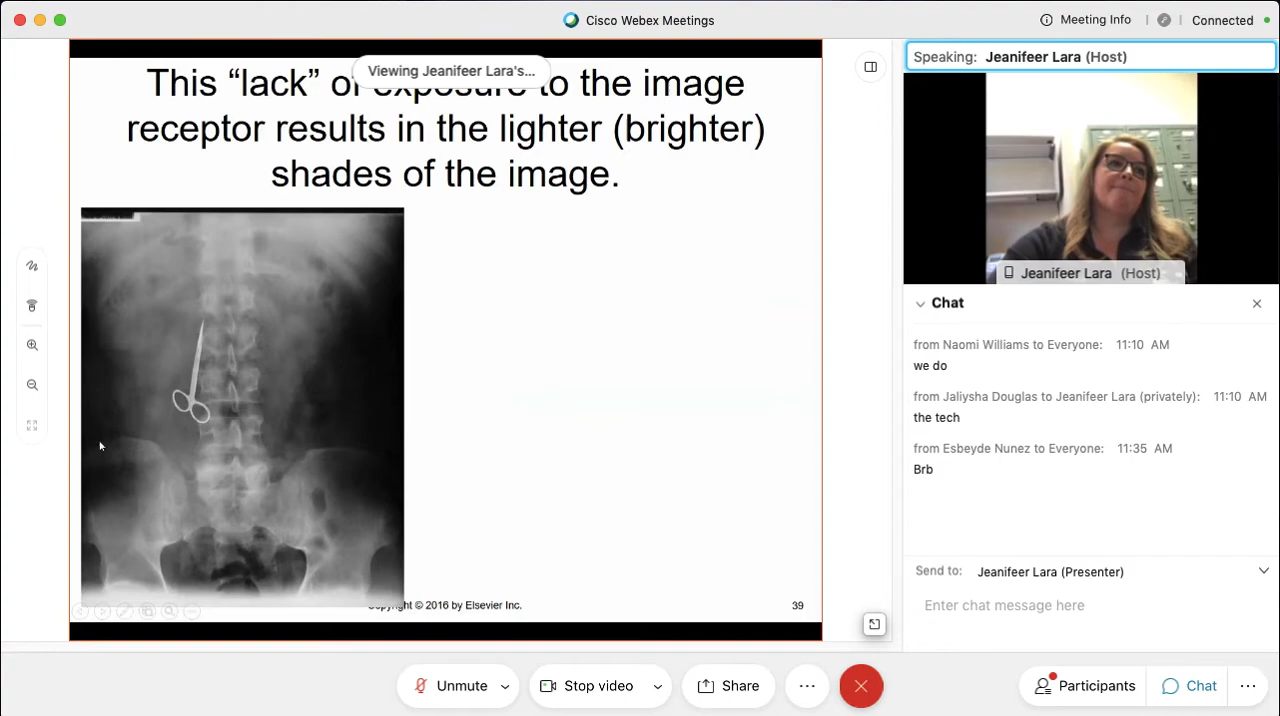 Cisco Webex Meetings
Meeting Info
Connected
Viewing Jeanifeer Lara's...
This “lack” of exposure to the image
receptor results in the lighter (brighter)
shades of the image.
Copyright © 2016 by Elsevier Inc.
39
Speaking: Jeanifeer Lara (Host)
Jeanifeer Lara (Host)
Chat
from Naomi Williams to Everyone: 11:10 AM
we do
from Jaliysha Douglas to Jeanifeer Lara (privately): 11:10 AM
the tech
from Esbeyde Nunez to Everyone: 11:35 AM
Brb
Send to: Jeanifeer Lara (Presenter)
Enter chat message here
Unmute
Stop video
Share
Participants
Chat